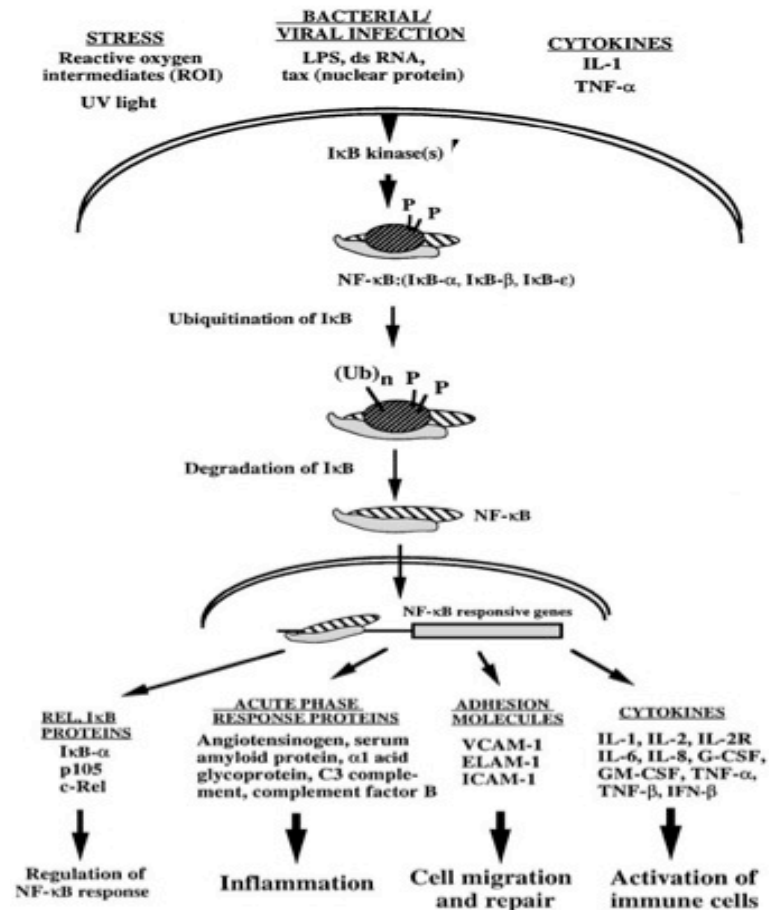 STRESS
Reactive oxygen
intermediates (ROI)
UV light
BACTERIAL/
VIRAL INFECTION
LPS, ds RNA,
tax (nuclear protein)
CYTOKINES
IL-1
TNF-α
IκB kinase(s)
P
P
NF-κB:(IκB-α, IκB-β, IκB-ε)
Ubiquitination of IκB
(Ub)n
P
P
Degradation of IκB
NF-κB
NF-κB responsive genes
REL, IκB
PROTEINS
IκB-α
p105
c-Rel
Regulation of
NF-κB response
ACUTE PHASE
RESPONSE PROTEINS
Angiotensinogen, serum
amyloid protein, α1 acid
glycoprotein, C3 comple-
ment, complement factor B
Inflammation
ADHESION
MOLECULES
VCAM-1
ELAM-1
ICAM-1
Cell migration
and repair
CYTOKINES
IL-1, IL-2, IL-2R
IL-6, IL-8, G-CSF,
GM-CSF, TNF-α,
TNF-β, IFN-β
Activation of
immune cells